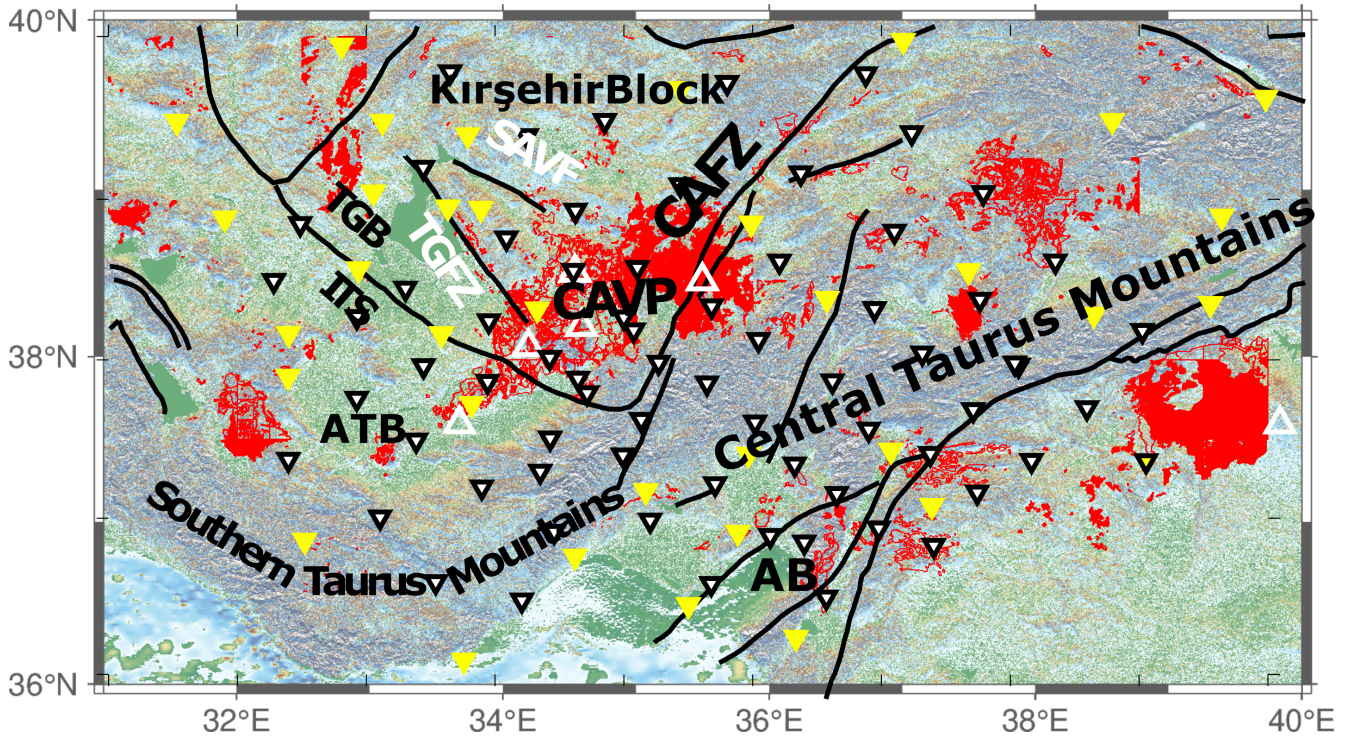 40°N
KırşehirBlock
SAVF
CAFZ
TGB
TGFZ
ITS
CAVP
Central Taurus Mountains
38°N
ATB
Southern Taurus Mountains
AB
36°N
32°E
34°E
36°E
38°E
40°E